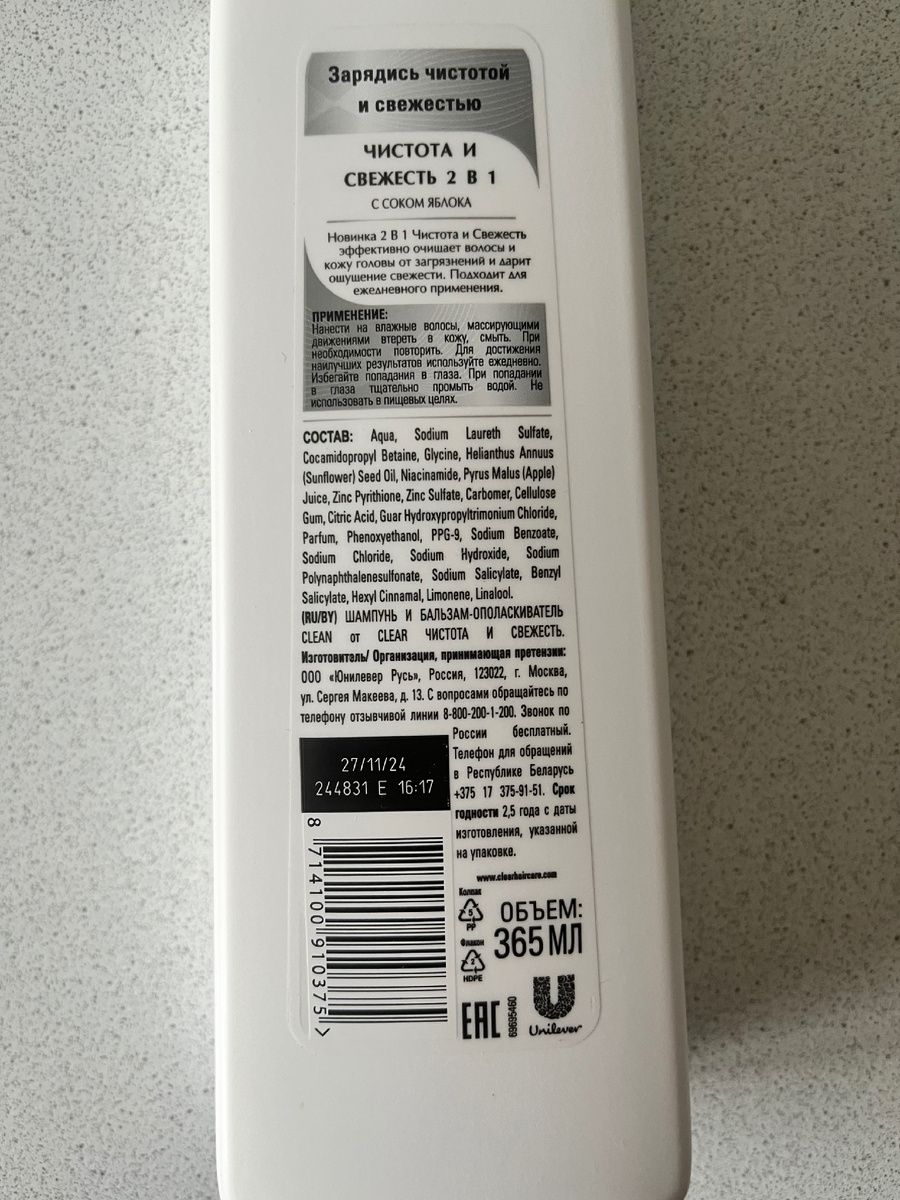 Зарядись чистотой
и свежестью
ЧИСТОТА И
СВЕЖЕСТЬ 2 В 1
С СОКОМ ЯБЛОКА
Новинка 2 В 1 Чистота и Свежесть
эффективно очищает волосы и
кожу головы от загрязнений и дарит
ощущение свежести. Подходит для
ежедневного применения.
ПРИМЕНЕНИЕ:
Нанести на влажные волосы, массирующими
движениями втереть в кожу, смыть. При
необходимости повторить. Для достижения
наилучших результатов используйте ежедневно.
Избегайте попадания в глаза. При попадании
в глаза тщательно промыть водой. Не
использовать в пищевых целях.
СОСТАВ: Aqua, Sodium Laureth Sulfate,
Cocamidopropyl Betaine, Glycine, Helianthus Annuus
(Sunflower) Seed Oil, Niacinamide, Pyrus Malus (Apple)
Juice, Zinc Pyrithione, Zinc Sulfate, Carbomer, Cellulose
Gum, Citric Acid, Guar Hydroxypropyltrimonium Chloride,
Parfum, Phenoxyethanol, PPG-9, Sodium Benzoate,
Sodium Chloride, Sodium Hydroxide, Sodium
Polynaphthalenesulfonate, Sodium Salicylate, Benzyl
Salicylate, Hexyl Cinnamal, Limonene, Linalool.
(RU/BY) ШАМПУНЬ И БАЛЬЗАМ-ОПОЛАСКИВАТЕЛЬ
CLEAN от CLEAR ЧИСТОТА И СВЕЖЕСТЬ.
Изготовитель/ Организация, принимающая претензии:
ООО «Юнилевер Русь», Россия, 123022, г. Москва,
ул. Сергея Макеева, д. 13. С вопросами обращайтесь по
телефону отзывчивой линии 8-800-200-1-200. Звонок по
России бесплатный.
Телефон для обращений
в Республике Беларусь
+375 17 375-91-51. Срок
годности 2,5 года с даты
изготовления, указанной
на упаковке.
27/11/24
244831 E 16:17
8 714100 910375 >
www.clearhaircare.com
Колпак
5
PP
Флакон
2
HDPE
ОБЪЕМ:
365 МЛ
EAC
69695460
Unilever